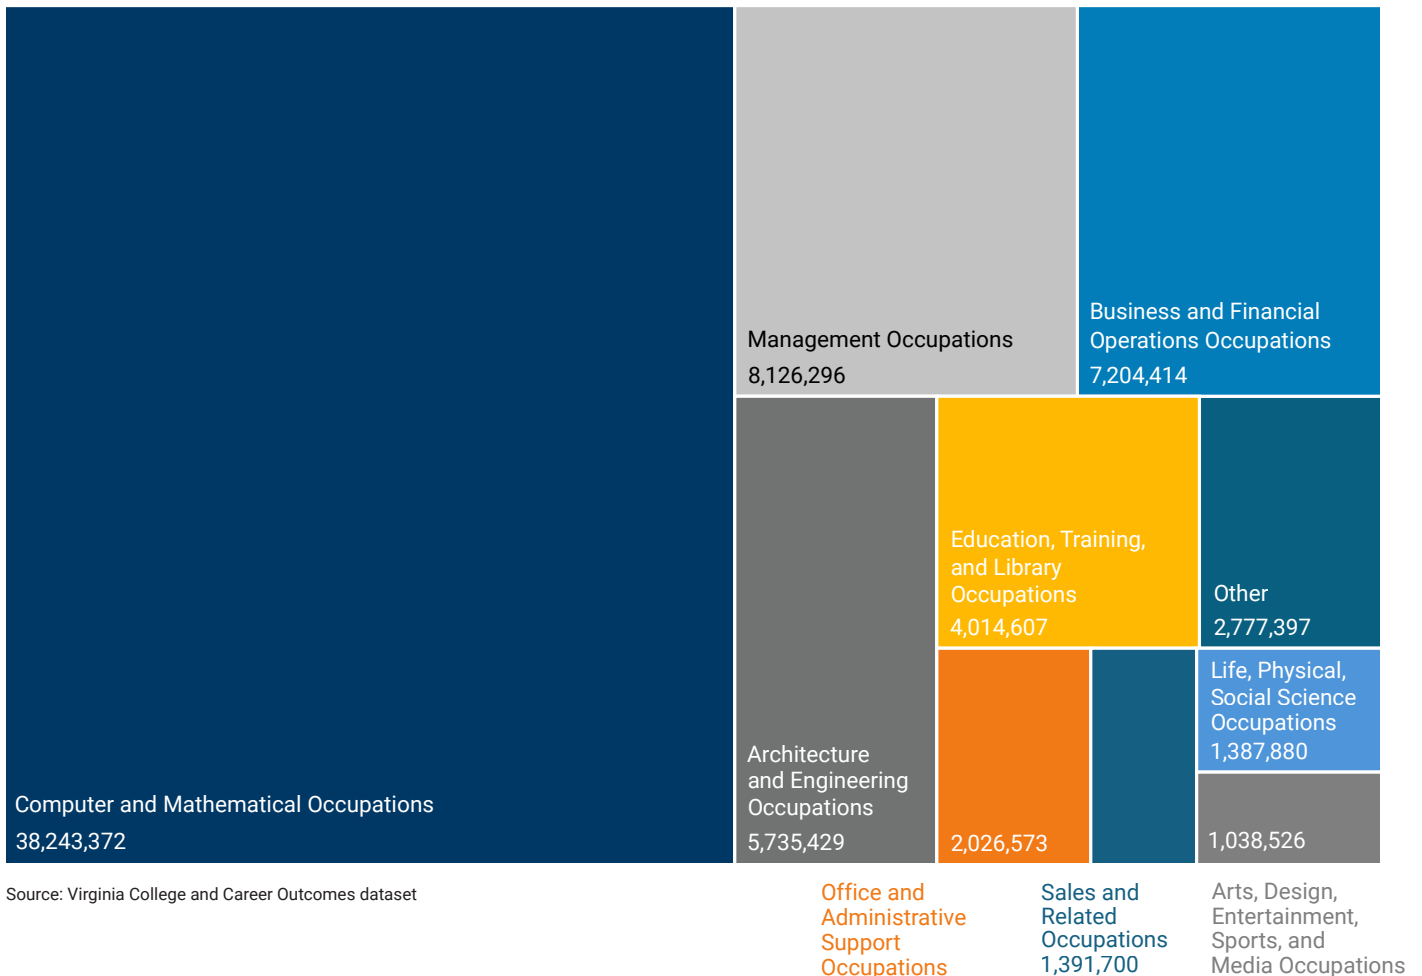 Management Occupations
8,126,296
Business and Financial
Operations Occupations
7,204,414
Education, Training,
and Library
Occupations
4,014,607
Other
2,777,397
Life, Physical,
Social Science
Occupations
1,387,880
Architecture
and Engineering
Occupations
5,735,429
Computer and Mathematical Occupations
38,243,372
2,026,573
1,038,526
Source: Virginia College and Career Outcomes dataset
Office and
Administrative
Support
Occupations
Sales and
Related
Occupations
1,391,700
Arts, Design,
Entertainment,
Sports, and
Media Occupations